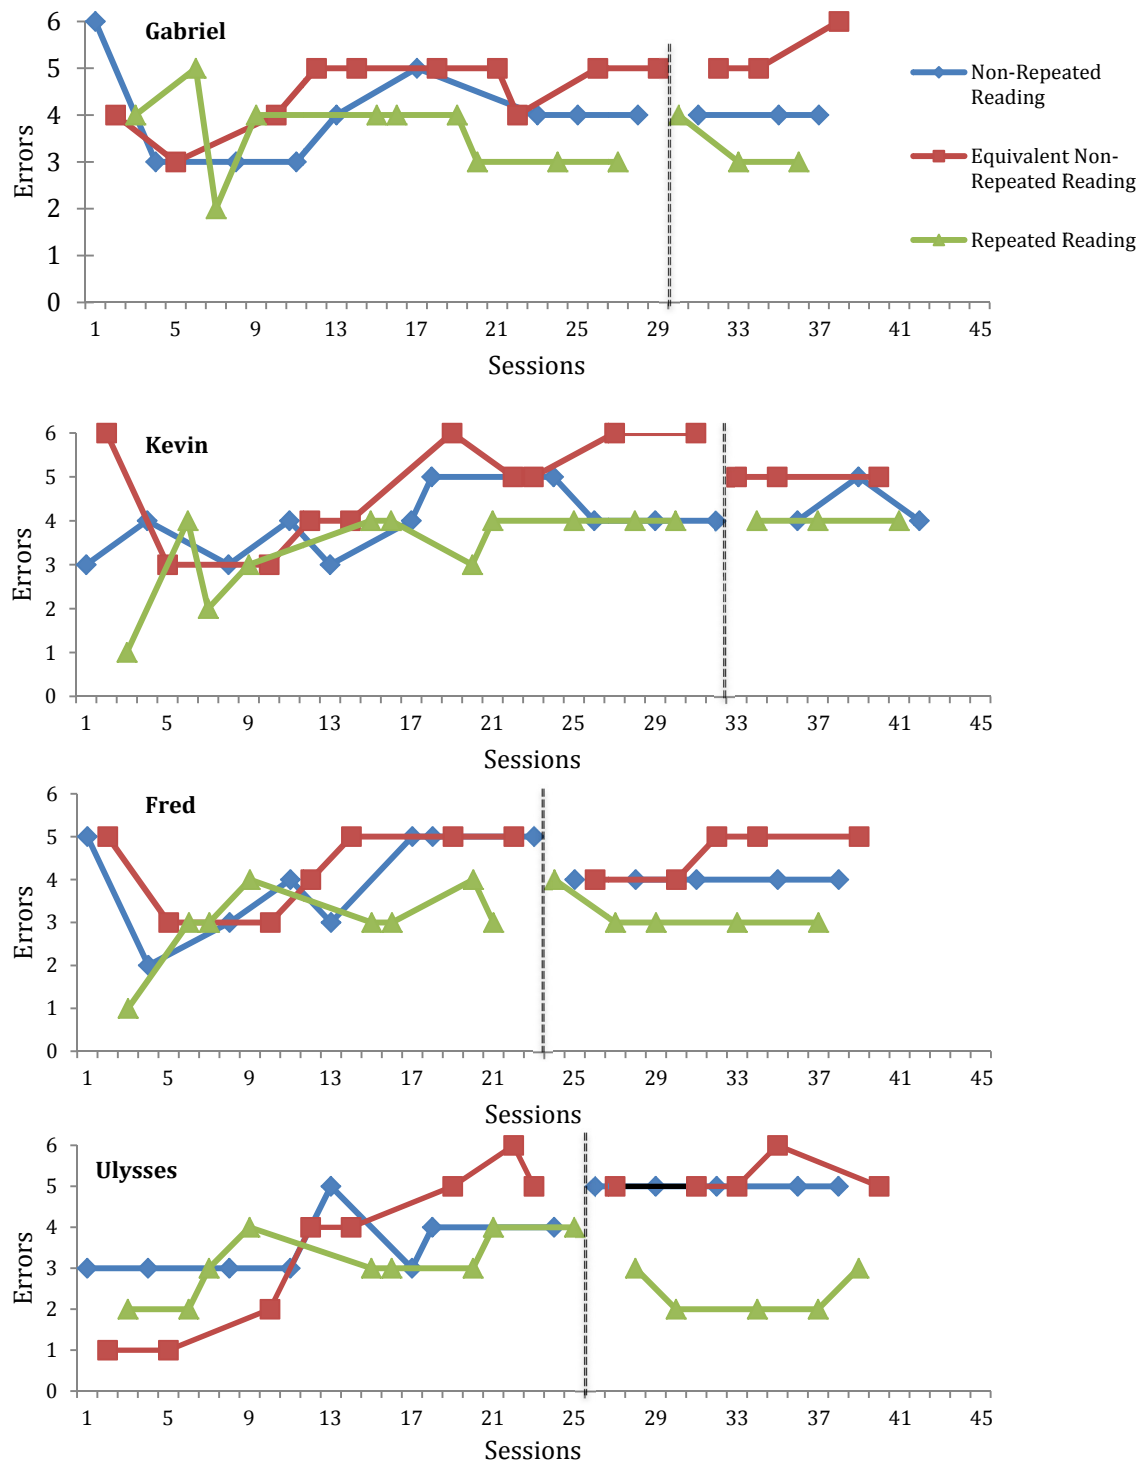 Gabriel
6
5
4
3
2
1
0
Errors
1 5 9 13 17 21 25 29 33 37 41 45
Sessions
Non-Repeated
Reading
Equivalent Non-
Repeated Reading
Repeated Reading
Kevin
6
5
4
3
2
1
0
Errors
1 5 9 13 17 21 25 29 33 37 41 45
Sessions
Fred
6
5
4
3
2
1
0
Errors
1 5 9 13 17 21 25 29 33 37 41 45
Sessions
Ulysses
6
5
4
3
2
1
0
Errors
1 5 9 13 17 21 25 29 33 37 41 45
Sessions